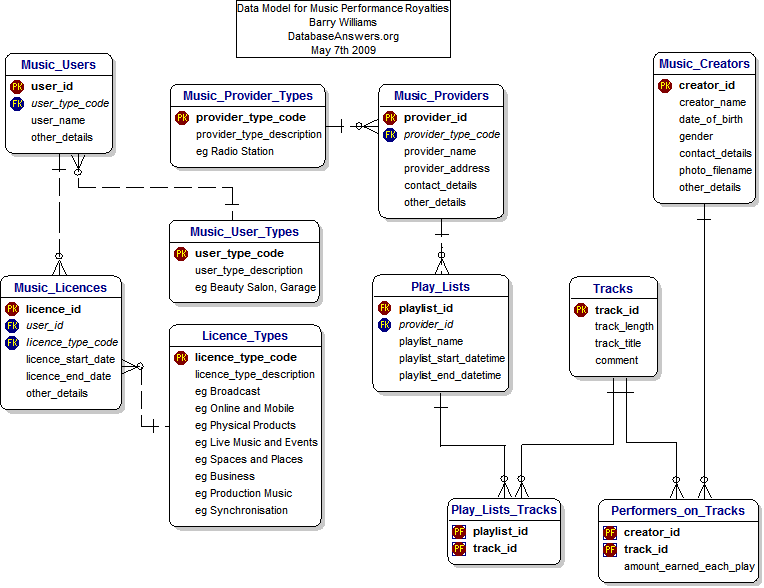 Data Model for Music Performance Royalties
Barry Williams
DatabaseAnswers.org
May 7th 2009
Music_Users
PK user_id
FK user_type_code
user_name
other_details
Music_Provider_Types
PK provider_type_code
provider_type_description
eg Radio Station
Music_Providers
PK provider_id
FK provider_type_code
provider_name
provider_address
contact_details
other_details
Music_Creators
PK creator_id
creator_name
date_of_birth
gender
contact_details
photo_filename
other_details
Music_User_Types
PK user_type_code
user_type_description
eg Beauty Salon, Garage
Music_Licences
PK licence_id
FK user_id
FK licence_type_code
licence_start_date
licence_end_date
other_details
Licence_Types
PK licence_type_code
licence_type_description
eg Broadcast
eg Online and Mobile
eg Physical Products
eg Live Music and Events
eg Spaces and Places
eg Business
eg Production Music
eg Synchronisation
Play_Lists
PK playlist_id
FK provider_id
playlist_name
playlist_start_datetime
playlist_end_datetime
Tracks
PK track_id
track_length
track_title
comment
Play_Lists_Tracks
PF playlist_id
PF track_id
Performers_on_Tracks
PF creator_id
PF track_id
amount_earned_each_play